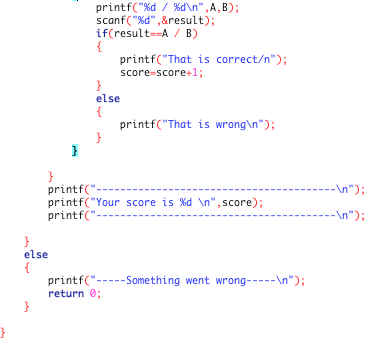 printf("%d / %d\n",A,B);
scanf("%d",&result);
if(result==A / B)
{
printf("That is correct/n");
score=score+1;
}
else
{
printf("That is wrong\n");
}
}
}
printf("----------------------------------------\n");
printf("Your score is %d \n",score);
printf("----------------------------------------\n");
}
else
{
printf("-----Something went wrong-----\n");
return 0;
}
}